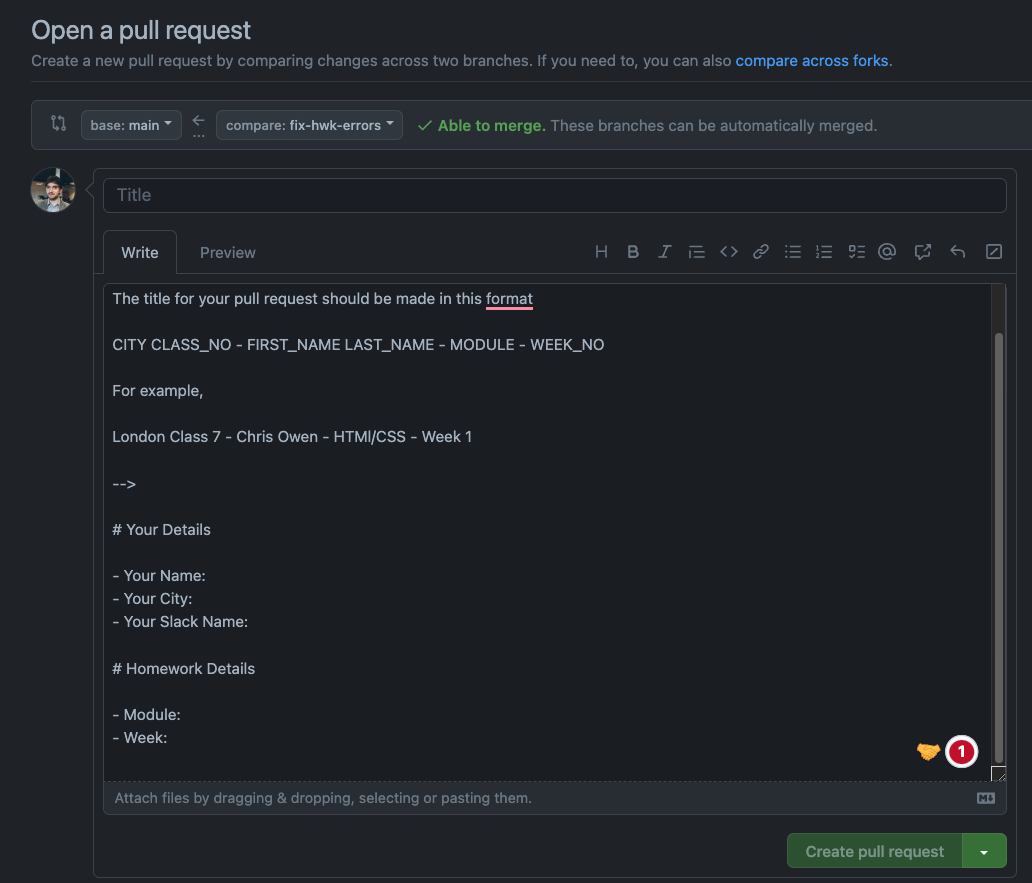 Open a pull request
Create a new pull request by comparing changes across two branches. If you need to, you can also compare across forks.
base: main
...
compare: fix-hwk-errors
Able to merge. These branches can be automatically merged.
Title
Write
Preview
The title for your pull request should be made in this format
CITY CLASS_NO - FIRST_NAME LAST_NAME - MODULE - WEEK_NO
For example,
London Class 7 - Chris Owen - HTMl/CSS - Week 1
-->
# Your Details
- Your Name:
- Your City:
- Your Slack Name:
# Homework Details
- Module:
- Week:
1
Attach files by dragging & dropping, selecting or pasting them.
Create pull request